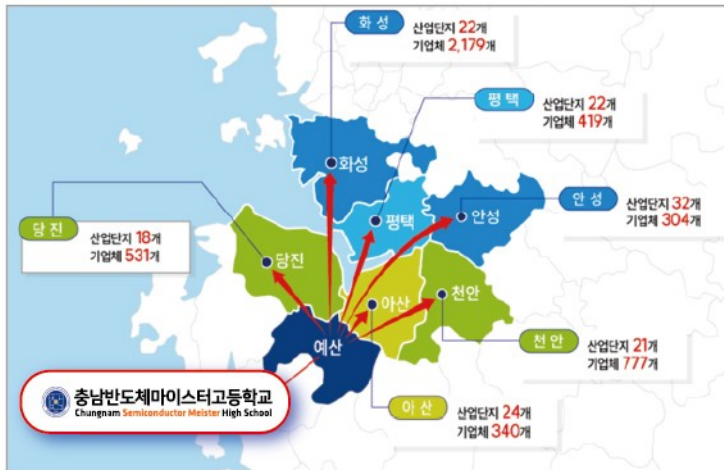 화 성
산업단지 22개
기업체 2,179개
평 택
산업단지 22개
기업체 419개
화성
안 성
산업단지 32개
기업체 304개
평택
안성
당 진
산업단지 18개
기업체 531개
당진
아산
천안
예산
천 안
산업단지 21개
기업체 777개
충남반도체마이스터고등학교
Chungnam Semiconductor Meister High School
아 산
산업단지 24개
기업체 340개